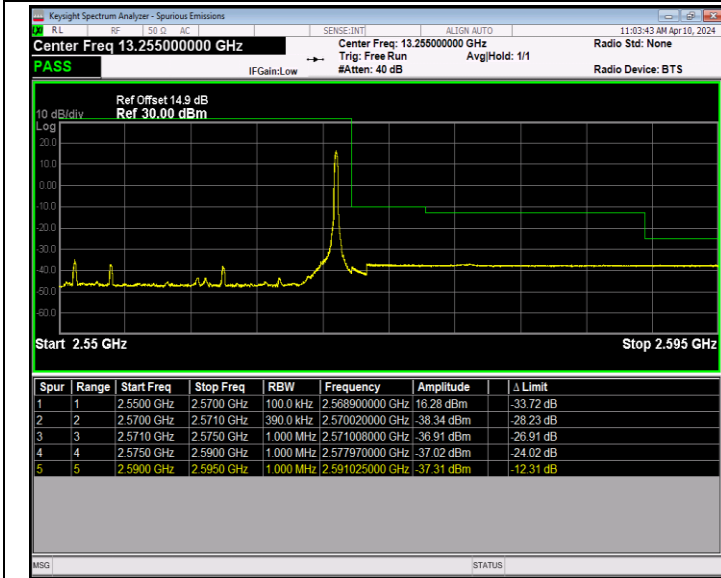 Keysight Spectrum Analyzer - Spurious Emissions
RL RF 50 Ω AC SENSE:INT ALIGN AUTO 11:03:43 AM Apr 10, 2024
Center Freq 13.255000000 GHz Center Freq: 13.255000000 GHz Radio Std: None
Trig: Free Run Avg|Hold: 1/1
PASS IFGain:Low #Atten: 40 dB Radio Device: BTS
Ref Offset 14.9 dB
10 dB/div Ref 30.00 dBm
Log
20.0
10.0
0.00
-10.0
-20.0
-30.0
-40.0
-50.0
-60.0
Start 2.55 GHz Stop 2.595 GHz
Spur Range Start Freq Stop Freq RBW Frequency Amplitude Δ Limit
1 1 2.5500 GHz 2.5700 GHz 100.0 kHz 2.568900000 GHz 16.28 dBm -33.72 dB
2 2 2.5700 GHz 2.5710 GHz 390.0 kHz 2.570020000 GHz -38.34 dBm -28.23 dB
3 3 2.5710 GHz 2.5750 GHz 1.000 MHz 2.571008000 GHz -36.91 dBm -26.91 dB
4 4 2.5750 GHz 2.5900 GHz 1.000 MHz 2.577970000 GHz -37.02 dBm -24.02 dB
5 5 2.5900 GHz 2.5950 GHz 1.000 MHz 2.591025000 GHz -37.31 dBm -12.31 dB
MSG STATUS